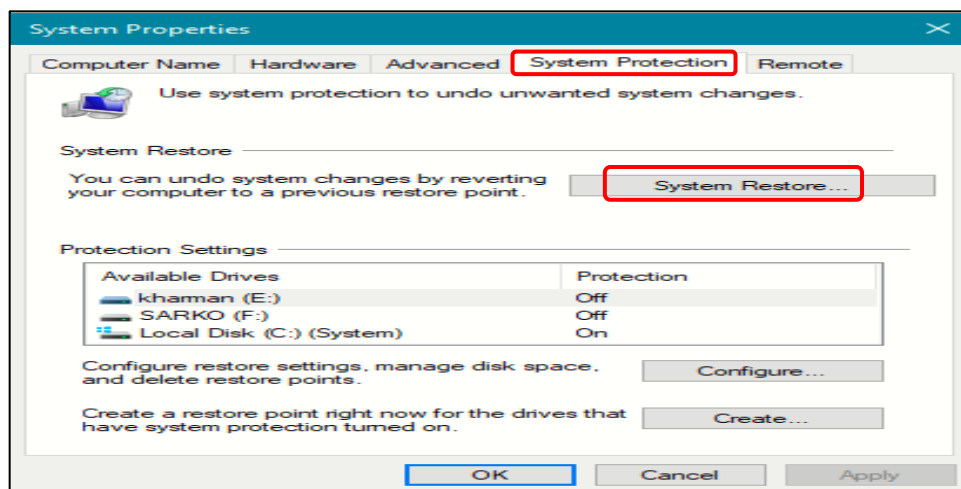 System Properties
Computer Name Hardware Advanced System Protection Remote
Use system protection to undo unwanted system changes.
System Restore
You can undo system changes by reverting
your computer to a previous restore point.
System Restore...
Protection Settings
Available Drives Protection
khaman (E:) Off
SARKO (F:) Off
Local Disk (C:) (System) On
Configure restore settings, manage disk space,
and delete restore points.
Configure...
Create a restore point right now for the drives that
have system protection turned on.
Create...
OK Cancel Apply